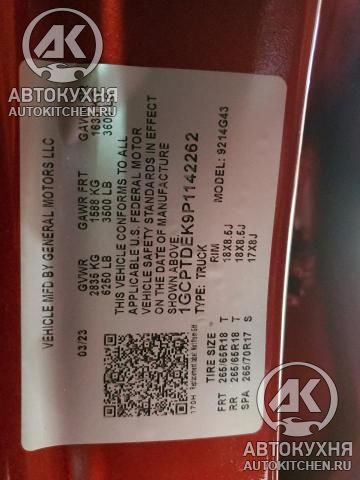 АК
АВТОКУХНЯ
AUTOKITCHEN.RU
VEHICLE MFD BY GENERAL MOTORS LLC
03/23
GVWR GAWR FRT
2835 KG 1588 KG
6250 LB 3500 LB
THIS VEHICLE CONFORMS TO ALL
APPLICABLE U.S. FEDERAL MOTOR
VEHICLE SAFETY STANDARDS IN EFFECT
ON THE DATE OF MANUFACTURE
SHOWN ABOVE.
1GCPTDEK9P1142262
TYPE: TRUCK MODEL: 9214G43
170H
TIRE SIZE RIM
FRT 265/65R18 T 18X8.5J
RR 265/65R18 T 18X8.5J
SPA 265/70R17 S 17X8J
АК
АВТОКУХНЯ
AUTOKITCHEN.RU